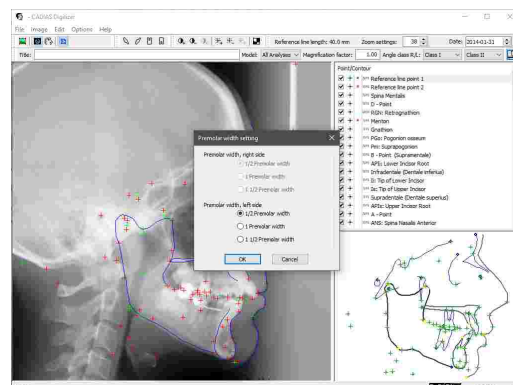 - CADIAS Digitizer
File Image Edit Options Help
Reference line length: 40.0 mm Zoom settings: 38 Date: 2014-01-31
Title: Model: All Analyses Magnification factor: 1.00 Angle class R/L: Class I Class II
Point/Contour
Reference line point 1
Reference line point 2
Spina Mentalis
D - Point
RGN: Retrognathion
Menton
Gnathion
PGo: Pogonion osseum
Pm: Suprapogonion
B - Point (Supramentale)
APIi: Lower Incisor Root
Infradentale (Dentale inferius)
Ii: Tip of Lower Incisor
Is: Tip of Upper Incisor
Supradentale (Dentale superius)
APIs: Upper Incisor Root
A - Point
ANS: Spina Nasalis Anterior
Premolar width setting
Premolar width, right side
1/2 Premolar width
1 Premolar width
1 1/2 Premolar width
Premolar width, left side
1/2 Premolar width
1 Premolar width
1 1/2 Premolar width
OK Cancel